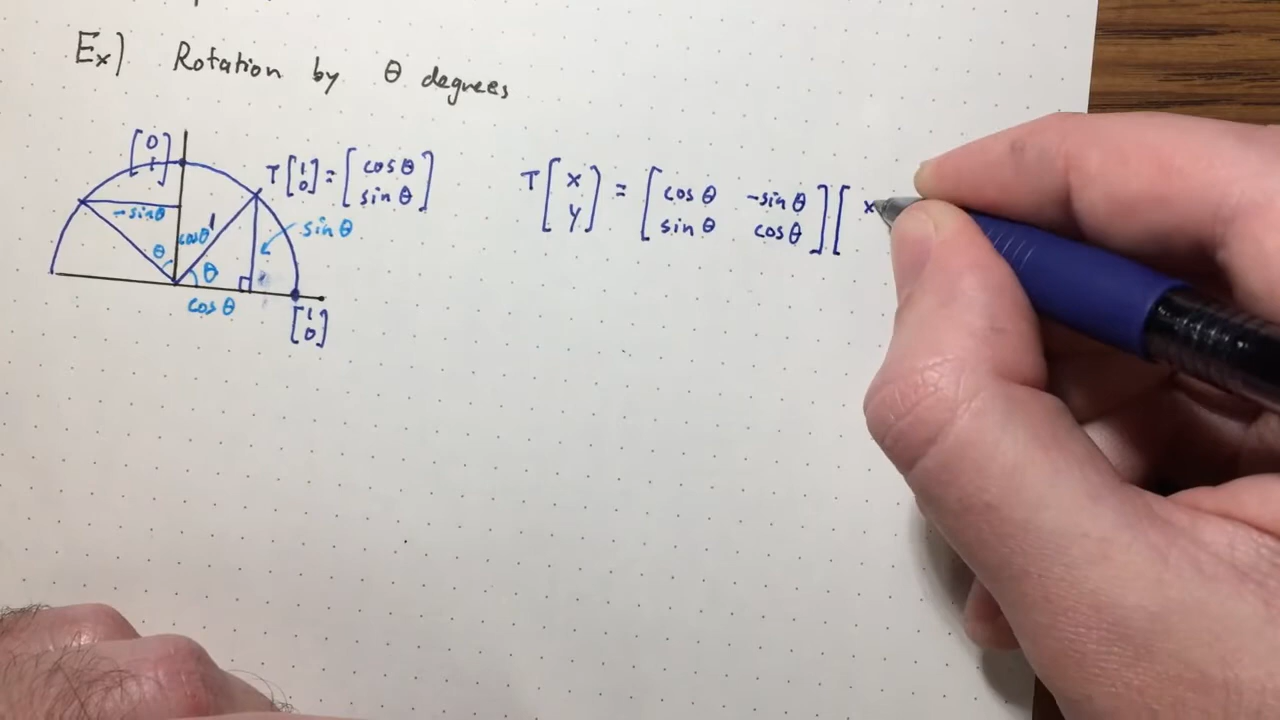 Ex) Rotation by θ degrees
[0
1]
T[1
0] = [cos θ
sin θ]
T[x
y] = [cos θ -sin θ
sin θ cos θ][x
-sin θ
cos θ
1
sin θ
θ
θ
cos θ
[1
0]